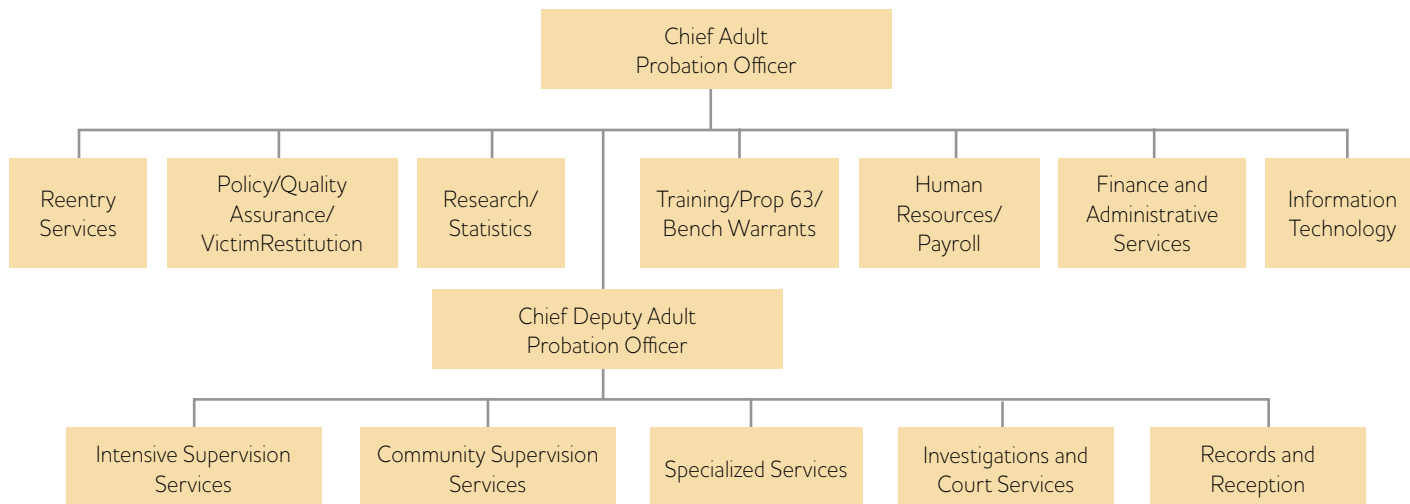 Chief Adult
Probation Officer
Reentry
Services
Policy/Quality
Assurance/
VictimRestitution
Research/
Statistics
Training/Prop 63/
Bench Warrants
Human
Resources/
Payroll
Finance and
Administrative
Services
Information
Technology
Chief Deputy Adult
Probation Officer
Intensive Supervision
Services
Community Supervision
Services
Specialized Services
Investigations and
Court Services
Records and
Reception